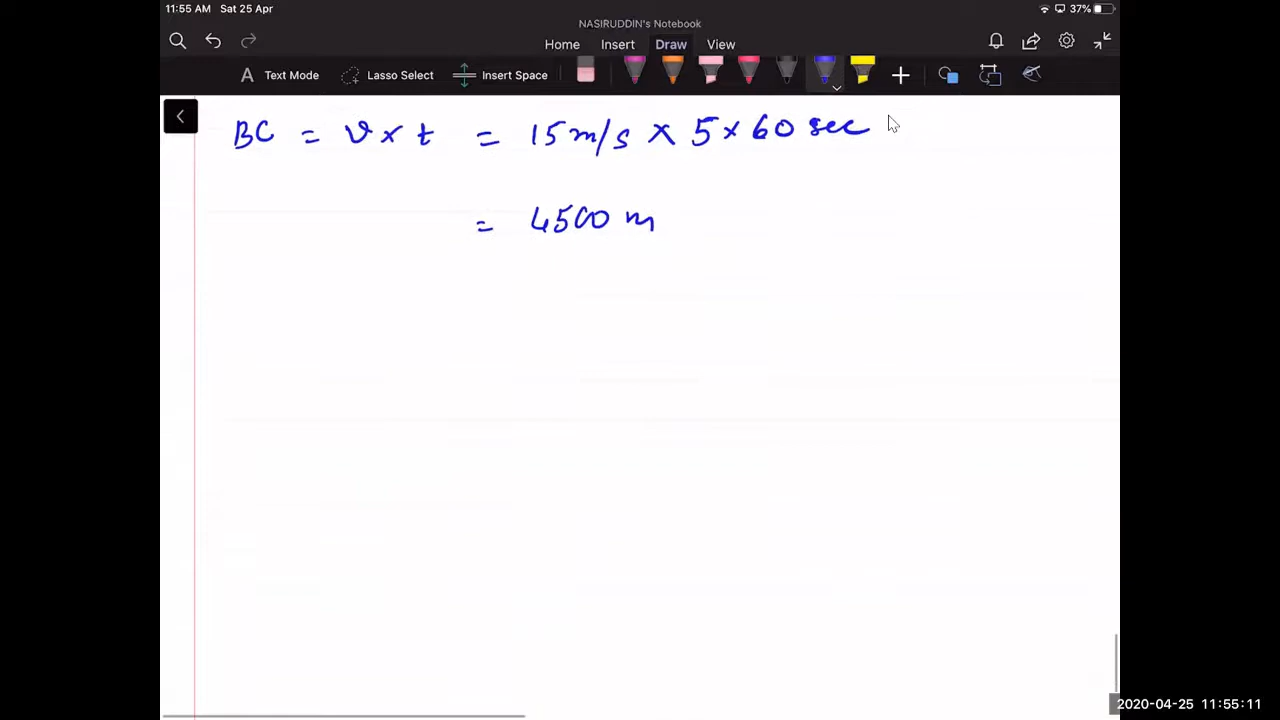 11:55 AM Sat 25 Apr
37%
NASIRUDDIN's Notebook
Home Insert Draw View
A Text Mode Lasso Select Insert Space
BC = v × t = 15 m/s × 5 × 60 sec
= 4500 m
2020-04-25 11:55:11